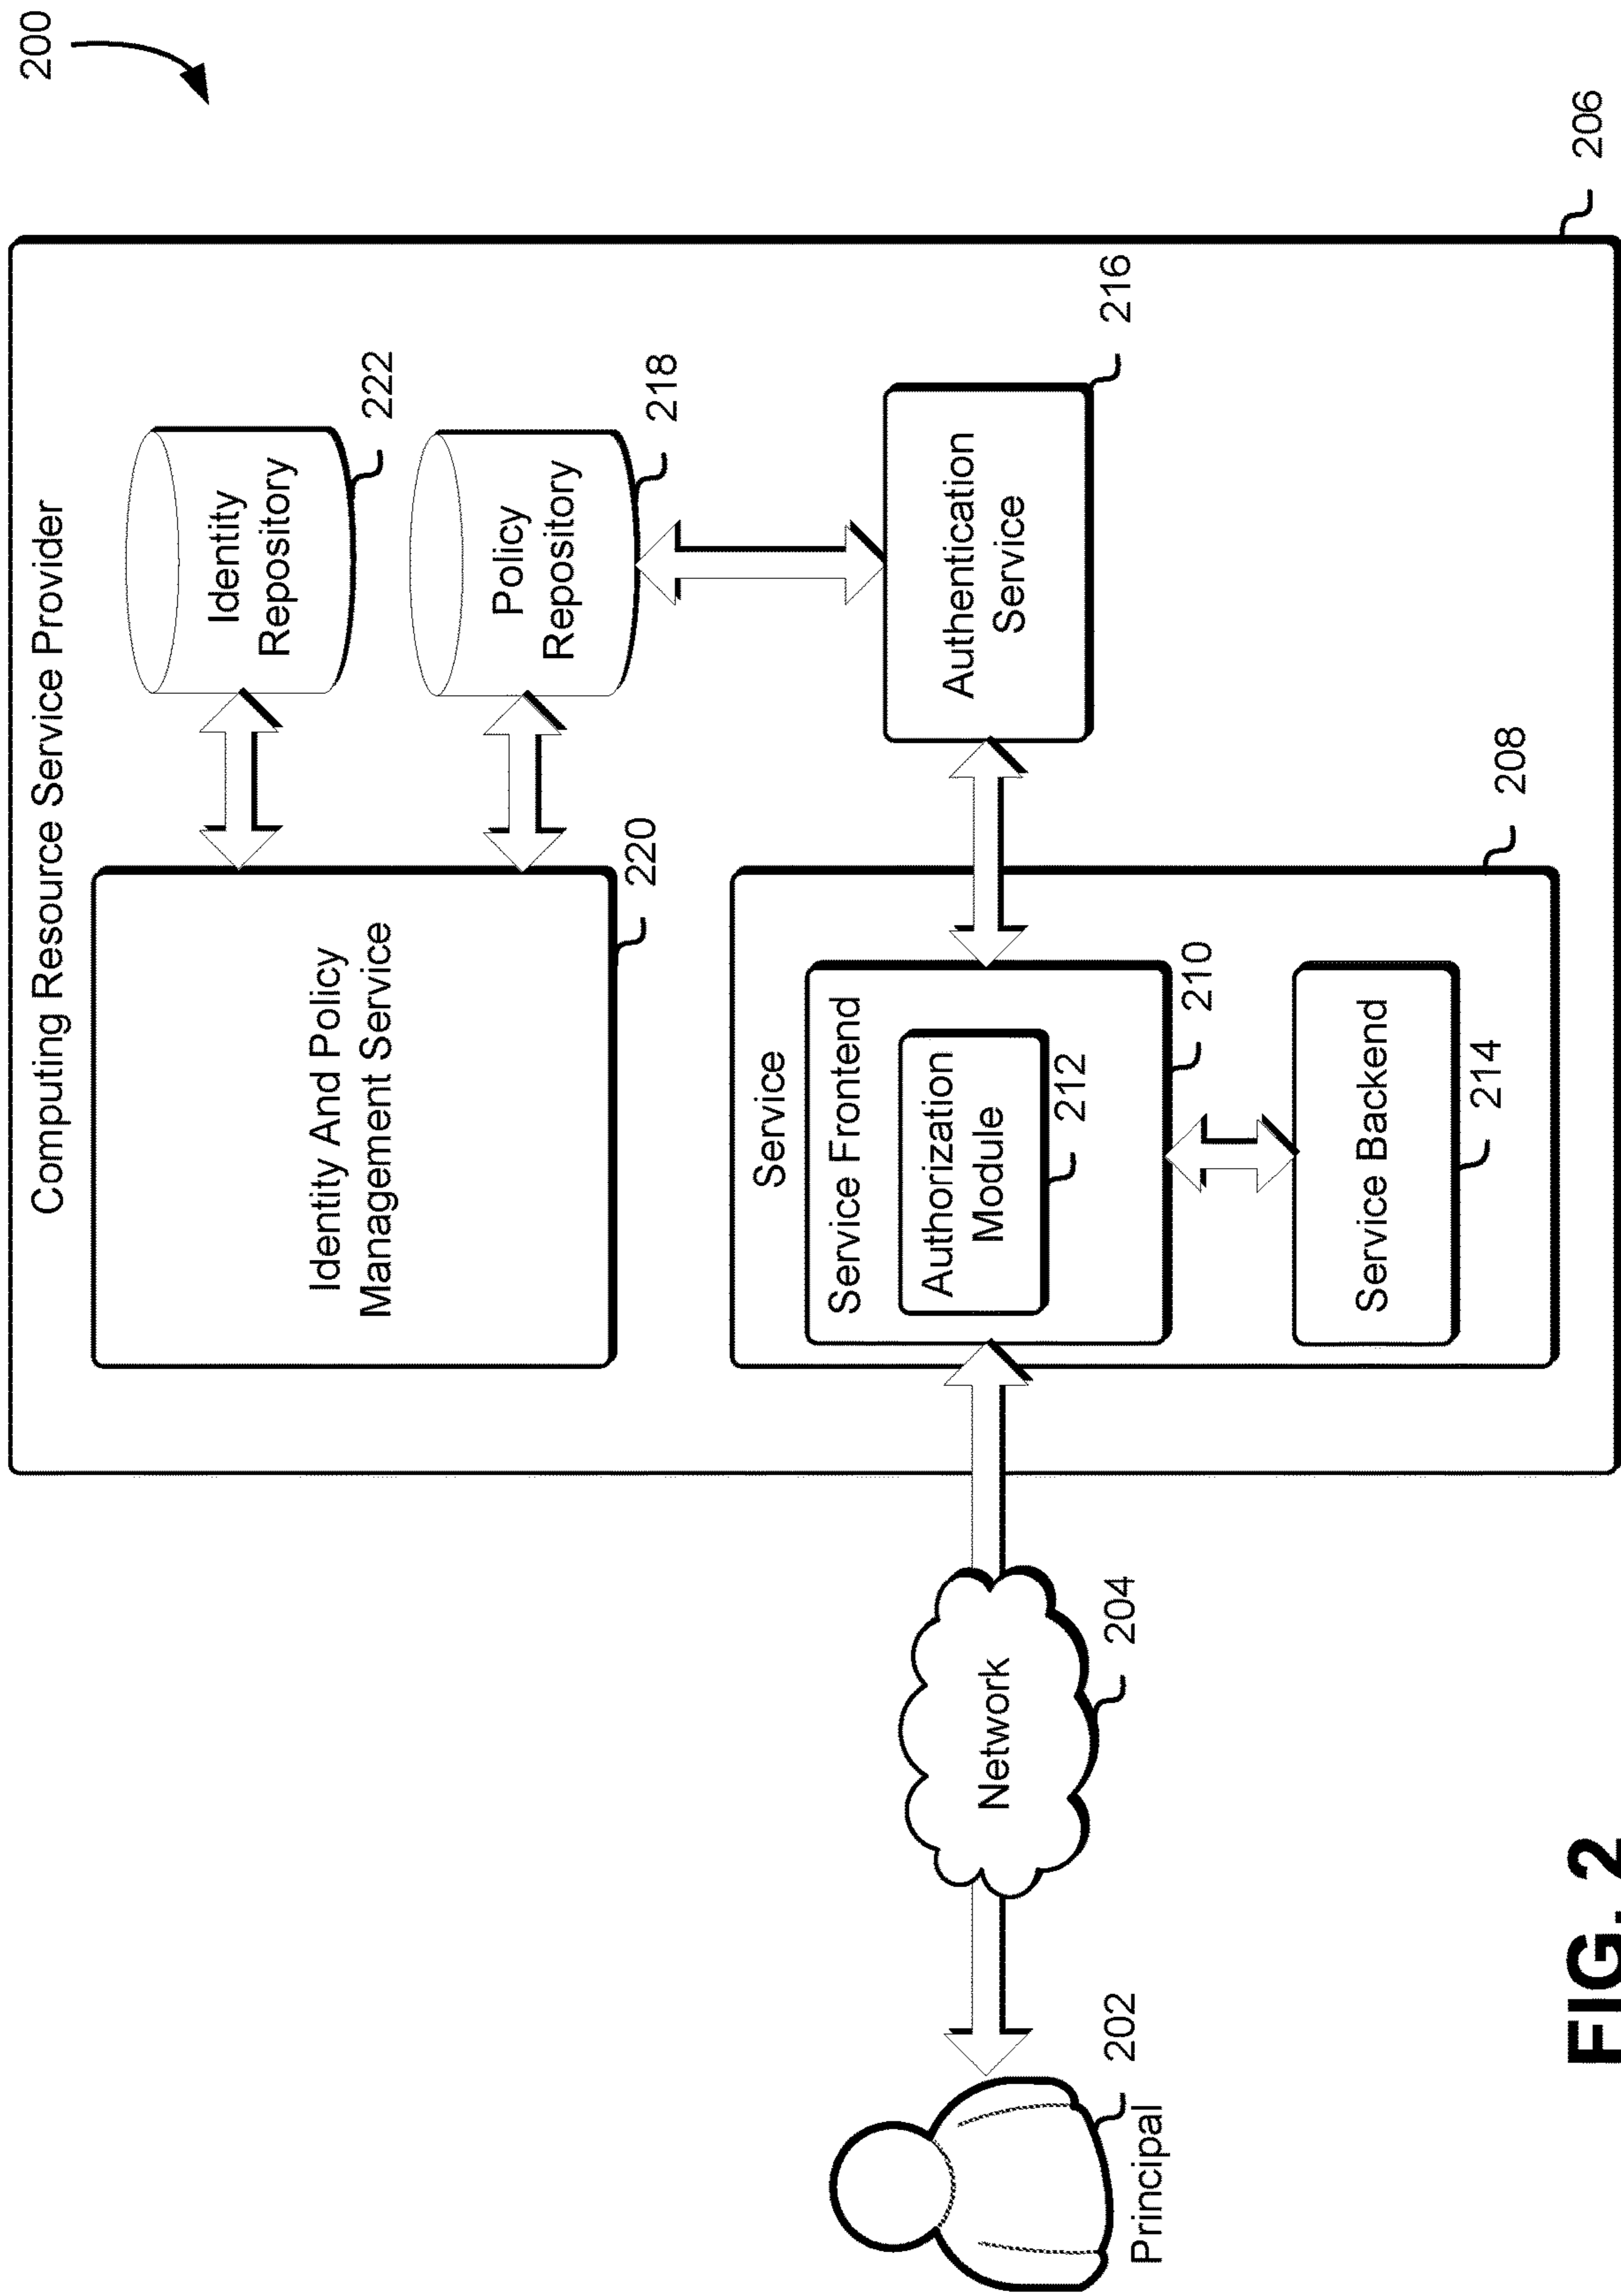 200
Computing Resource Service Provider
206
Identity And Policy
Management Service
220
Identity
Repository
222
Policy
Repository
218
Service
208
Service Frontend
210
Authorization
Module
212
Authentication
Service
216
Service Backend
214
Network
204
202
Principal
FIG. 2